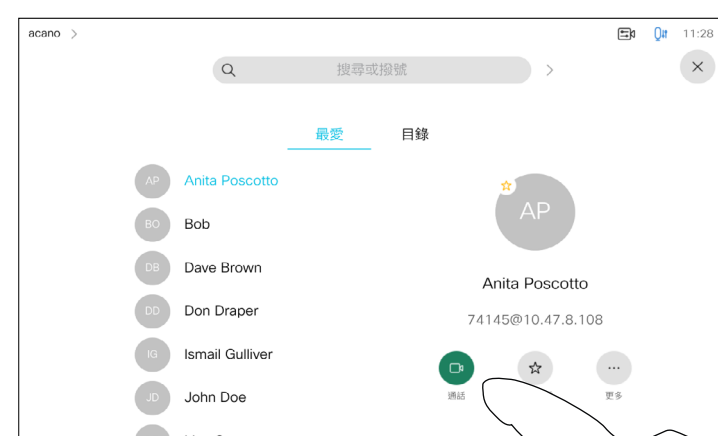 acano
11:28
搜尋或撥號
最愛 目錄
AP Anita Poscotto
BO Bob
DB Dave Brown
DD Don Draper
IG Ismail Gulliver
JD John Doe
AP
Anita Poscotto
74145@10.47.8.108
通話 更多